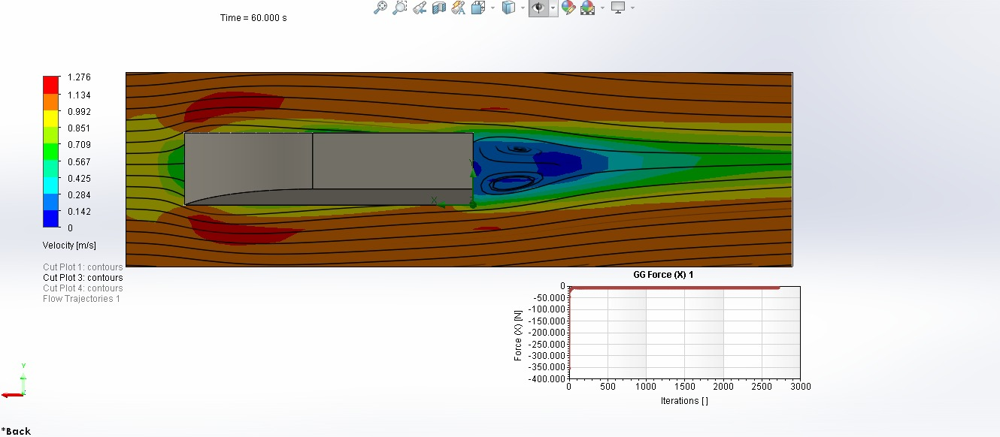 Time = 60.000 s
1.276
1.134
0.992
0.851
0.709
0.567
0.425
0.284
0.142
0
Velocity [m/s]
Cut Plot 1: contours
Cut Plot 3: contours
Cut Plot 4: contours
Flow Trajectories 1
Y
X
GG Force (X) 1
Force (X) [N]
0
-50.000
-100.000
-150.000
-200.000
-250.000
-300.000
-350.000
-400.000
0 500 1000 1500 2000 2500 3000
Iterations [ ]
Y
*Back